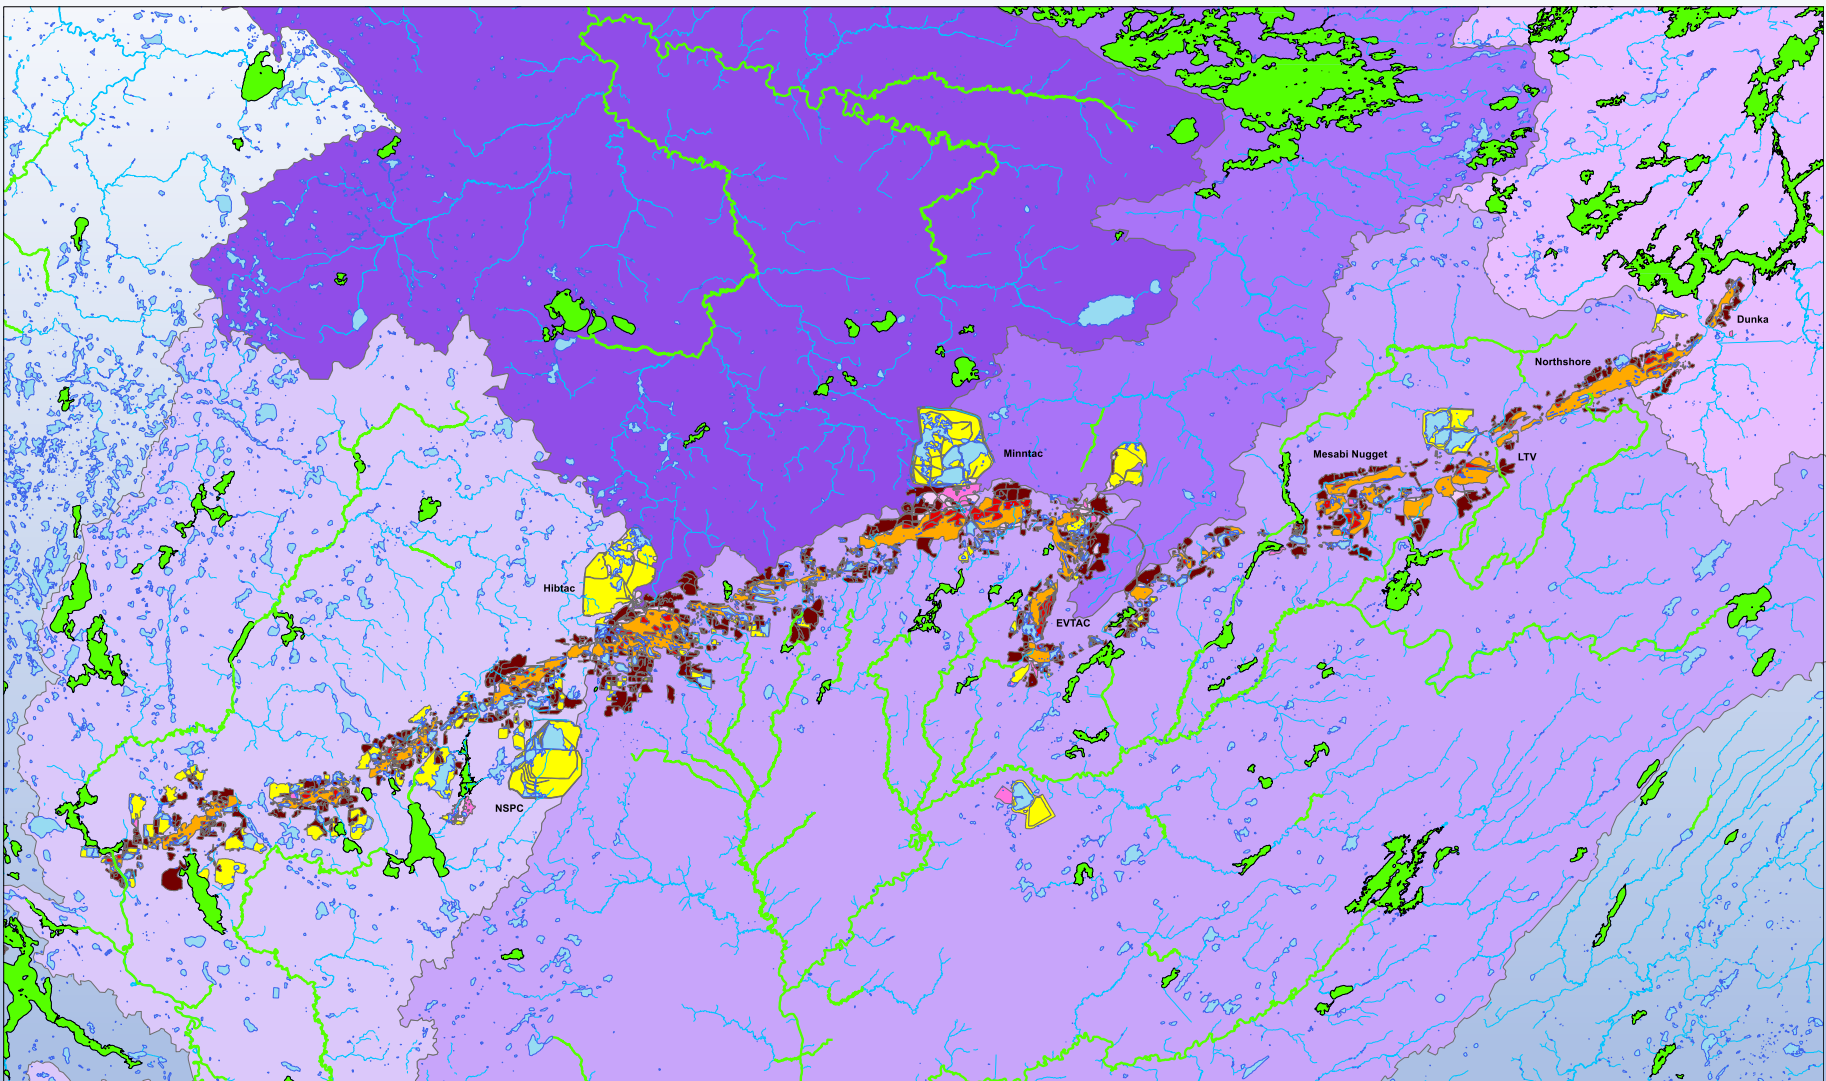 Dunka
Northshore
Minntac
Mesabi Nugget
LTV
Hibtac
EVTAC
NSPC